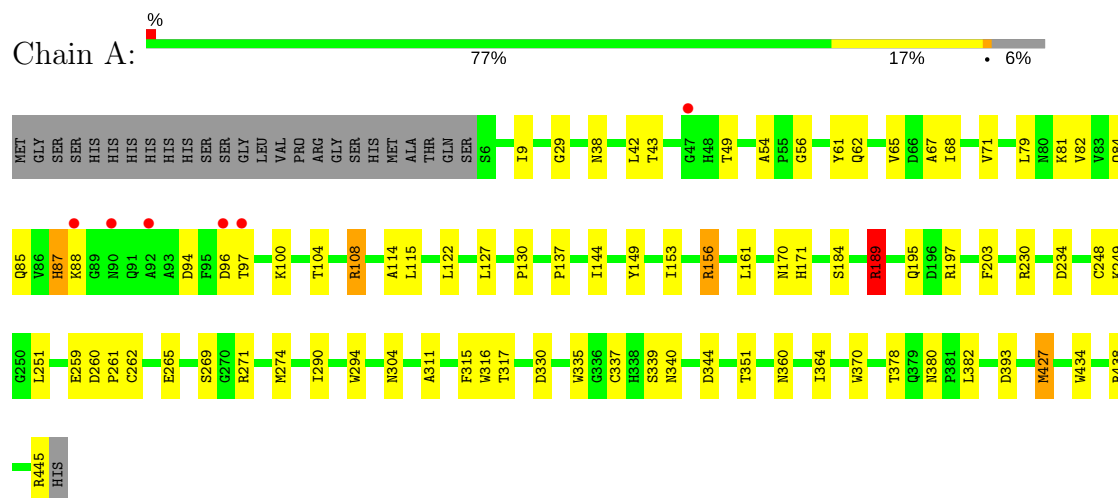 %
Chain A:
77% 17% • 6%
MET GLY SER SER HIS HIS HIS HIS HIS HIS SER SER GLY LEU VAL PRO ARG GLY SER HIS MET ALA THR GLN SER S6 I9 G29 N38 L42 T43 G47 H48 T49 A54 P55 G56 Y61 Q62 V65 D66 A67 I68 V71 L79 N80 K81 V82 V83
Q85 V86 H87 K88 G89 N90 Q91 A92 A93 D94 F95 D96 T97 K100 T104 R108 A114 L115 L122 L127 P130 P137 I144 Y149 I153 R156 L161 N170 H171 S184 R189 Q195 D196 R197 F203 R230 D234 C248
G250 L251 E259 D260 P261 C262 E265 S269 G270 R271 M274 I290 W294 N304 A311 F315 W316 T317 D330 W335 G336 C337 H338 S339 N340 D344 T351 N360 I364 W370 T378 Q379 N380 P381 L382 D393 M427 W434
R445 HIS